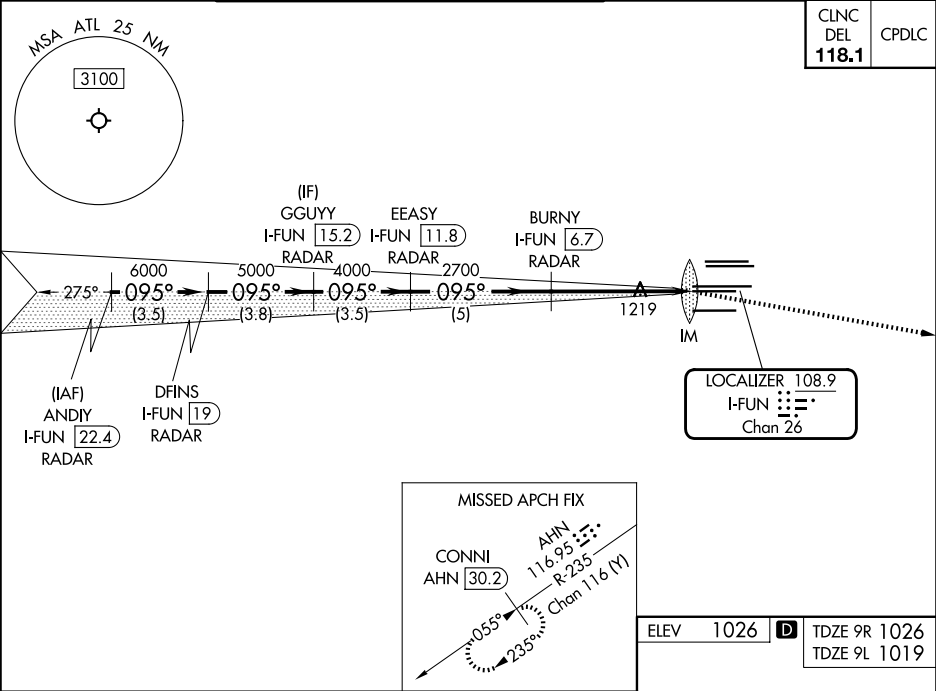 MSA ATL 25 NM
3100
CLNC
DEL
118.1
CPDLC
(IF)
GGUYY
I-FUN 15.2
RADAR
EEASY
I-FUN 11.8
RADAR
BURNY
I-FUN 6.7
RADAR
6000
5000
4000
2700
275°
095°
095°
095°
095°
(3.5)
(3.8)
(3.5)
(5)
1219
IM
(IAF)
ANDIY
I-FUN 22.4
RADAR
DFINS
I-FUN 19
RADAR
LOCALIZER 108.9
I-FUN
Chan 26
MISSED APCH FIX
CONNI
AHN 30.2
AHN
116.95
R-235
Chan 116 (Y)
055°
235°
ELEV 1026 D
TDZE 9R 1026
TDZE 9L 1019